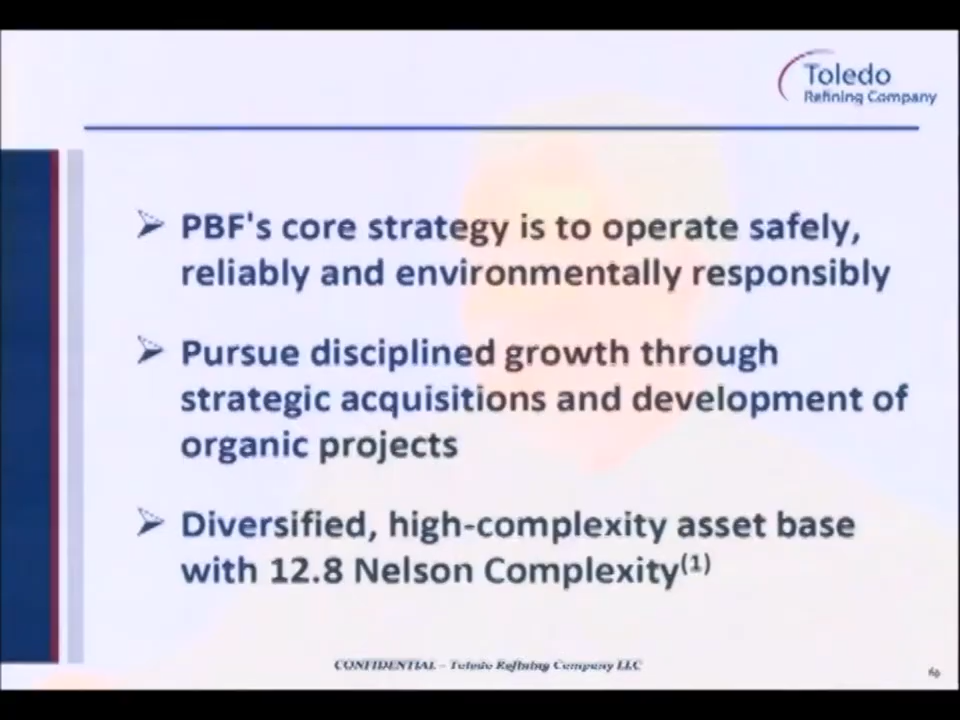 Toledo
Refining Company
➢ PBF's core strategy is to operate safely,
reliably and environmentally responsibly
➢ Pursue disciplined growth through
strategic acquisitions and development of
organic projects
➢ Diversified, high-complexity asset base
with 12.8 Nelson Complexity(1)
CONFIDENTIAL - Toledo Refining Company LLC